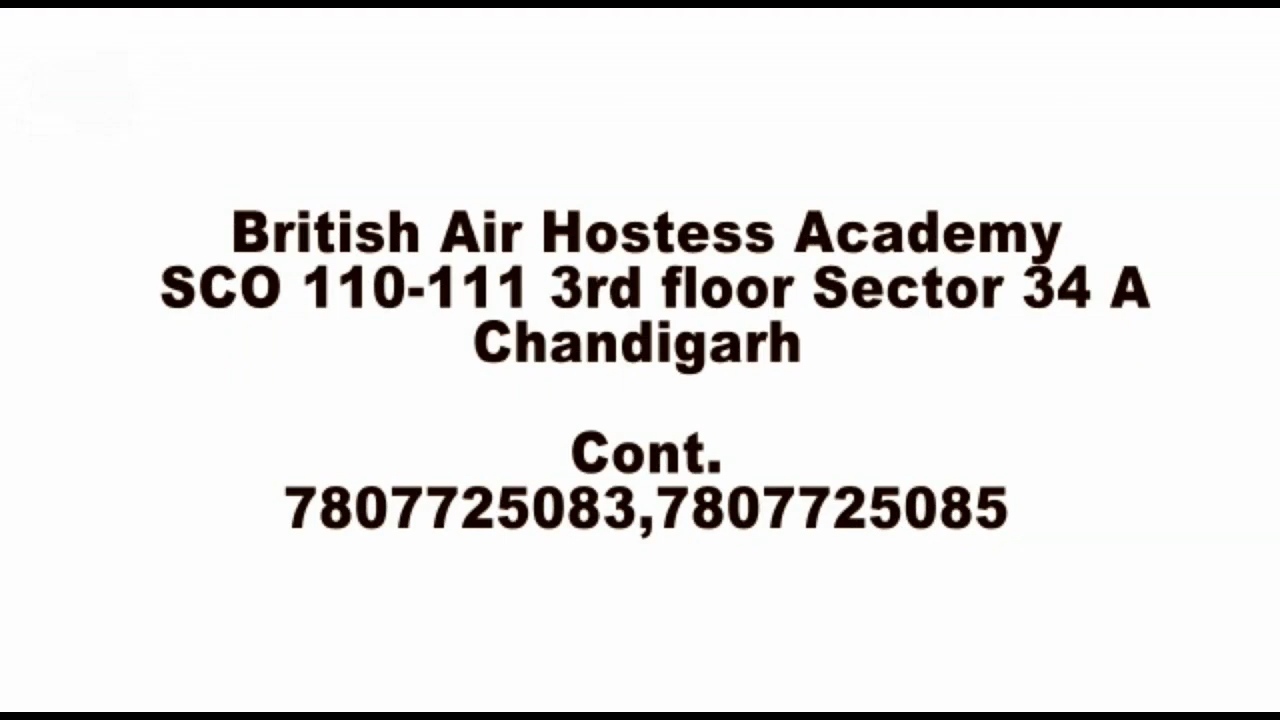 British Air Hostess Academy
SCO 110-111 3rd floor Sector 34 A
Chandigarh
Cont.
7807725083,7807725085